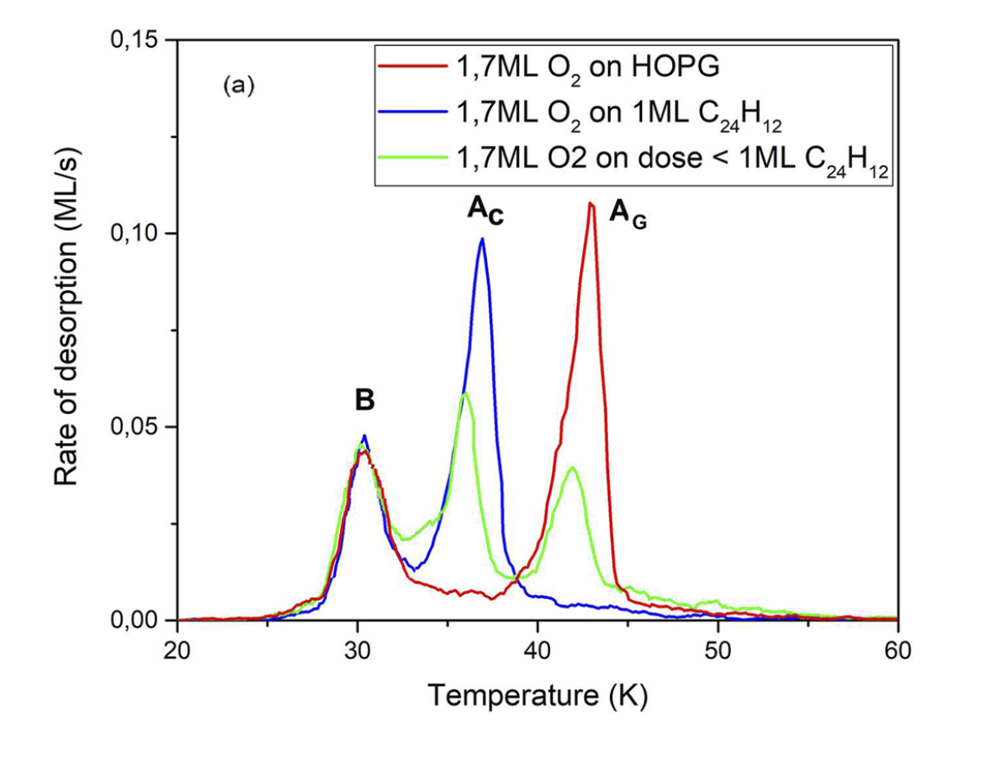 0,15
(a)
1,7ML O₂ on HOPG
1,7ML O₂ on 1ML C₂₄H₁₂
1,7ML O2 on dose < 1ML C₂₄H₁₂
Rate of desorption (ML/s)
0,10
0,05
0,00
B
Ac
A_G
20 30 40 50 60
Temperature (K)